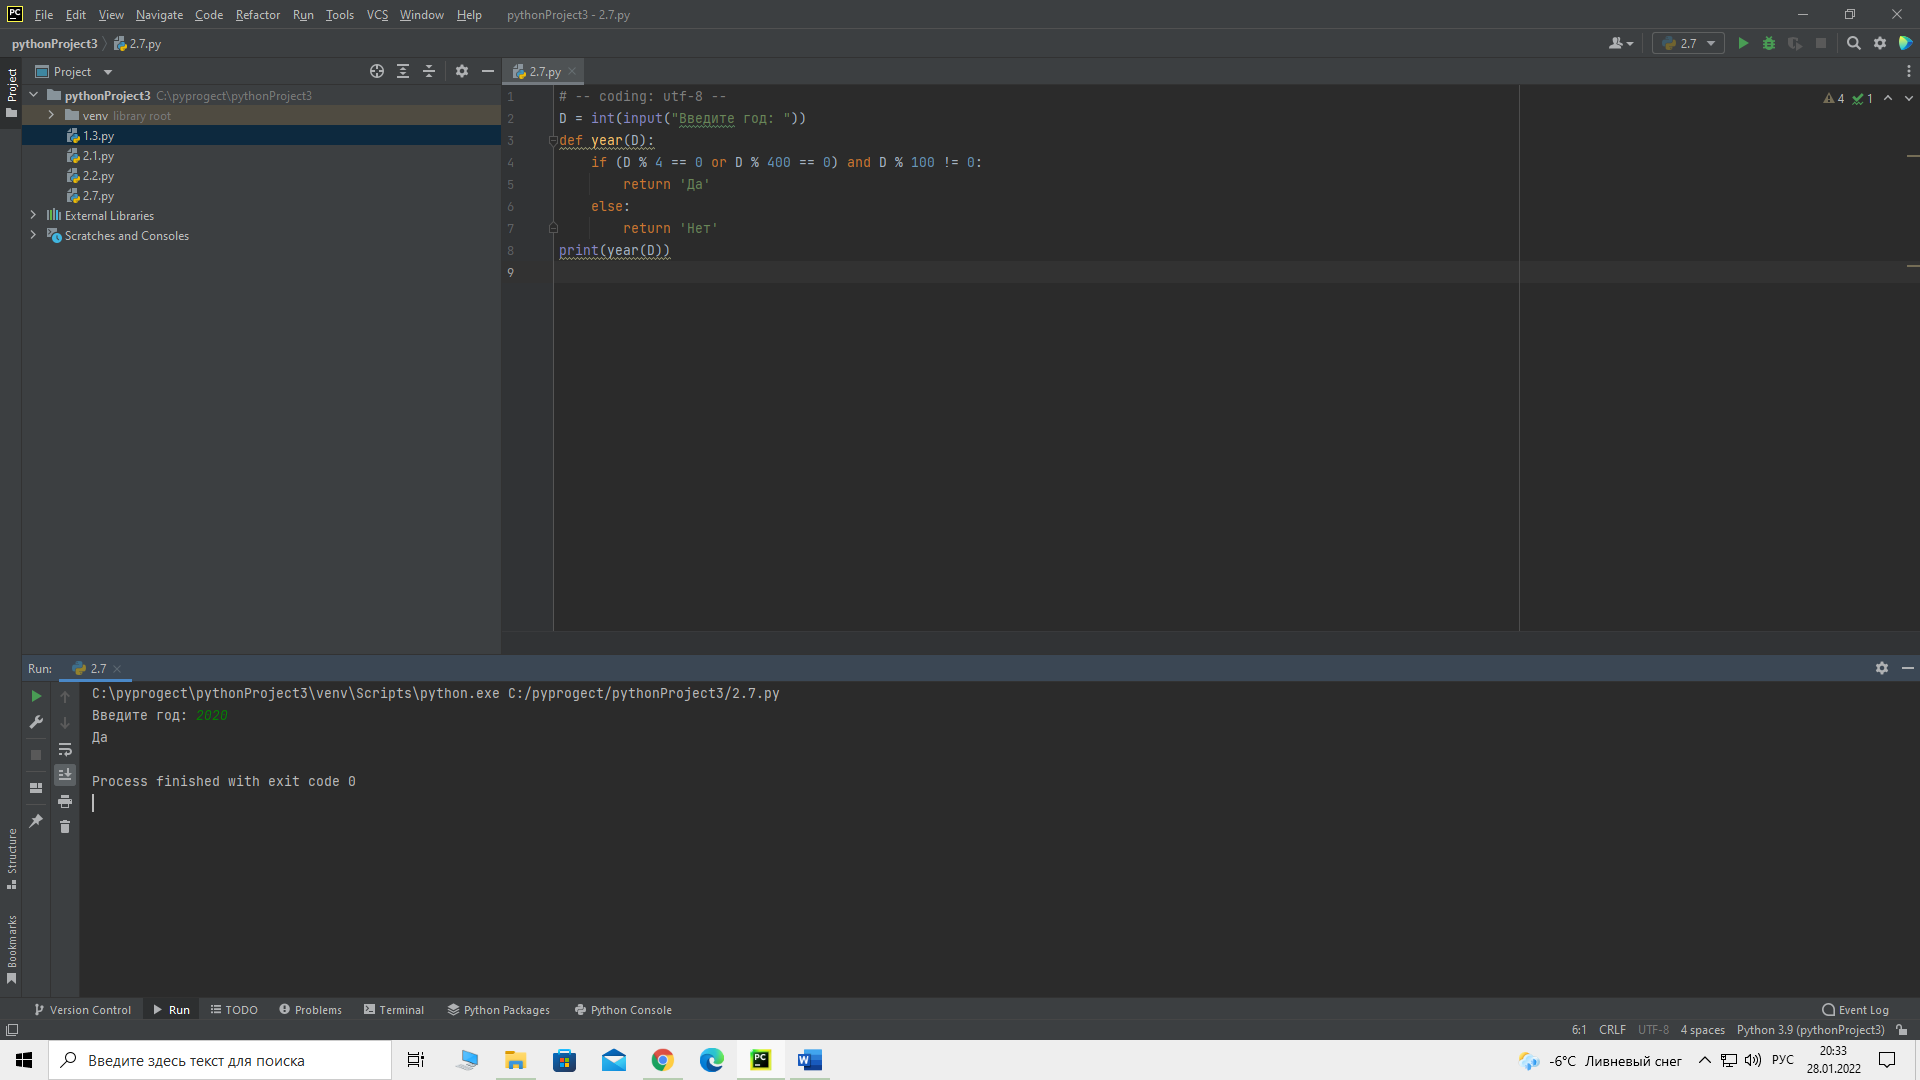 File Edit View Navigate Code Refactor Run Tools VCS Window Help pythonProject3 - 2.7.py
pythonProject3 2.7.py
2.7
Project
Project
2.7.py
pythonProject3 C:\pyprogect\pythonProject3
venv library root
1.3.py
2.1.py
2.2.py
2.7.py
External Libraries
Scratches and Consoles
1 # -- coding: utf-8 --
2 D = int(input("Введите год: "))
3 def year(D):
4 if (D % 4 == 0 or D % 400 == 0) and D % 100 != 0:
5 return 'Да'
6 else:
7 return 'Нет'
8 print(year(D))
9
4 1
Run: 2.7
C:\pyprogect\pythonProject3\venv\Scripts\python.exe C:/pyprogect/pythonProject3/2.7.py
Введите год: 2020
Да
Process finished with exit code 0
Structure
Bookmarks
Version Control Run TODO Problems Terminal Python Packages Python Console Event Log
6:1 CRLF UTF-8 4 spaces Python 3.9 (pythonProject3)
Введите здесь текст для поиска
-6°C Ливневый снег
РУС
20:33
28.01.2022